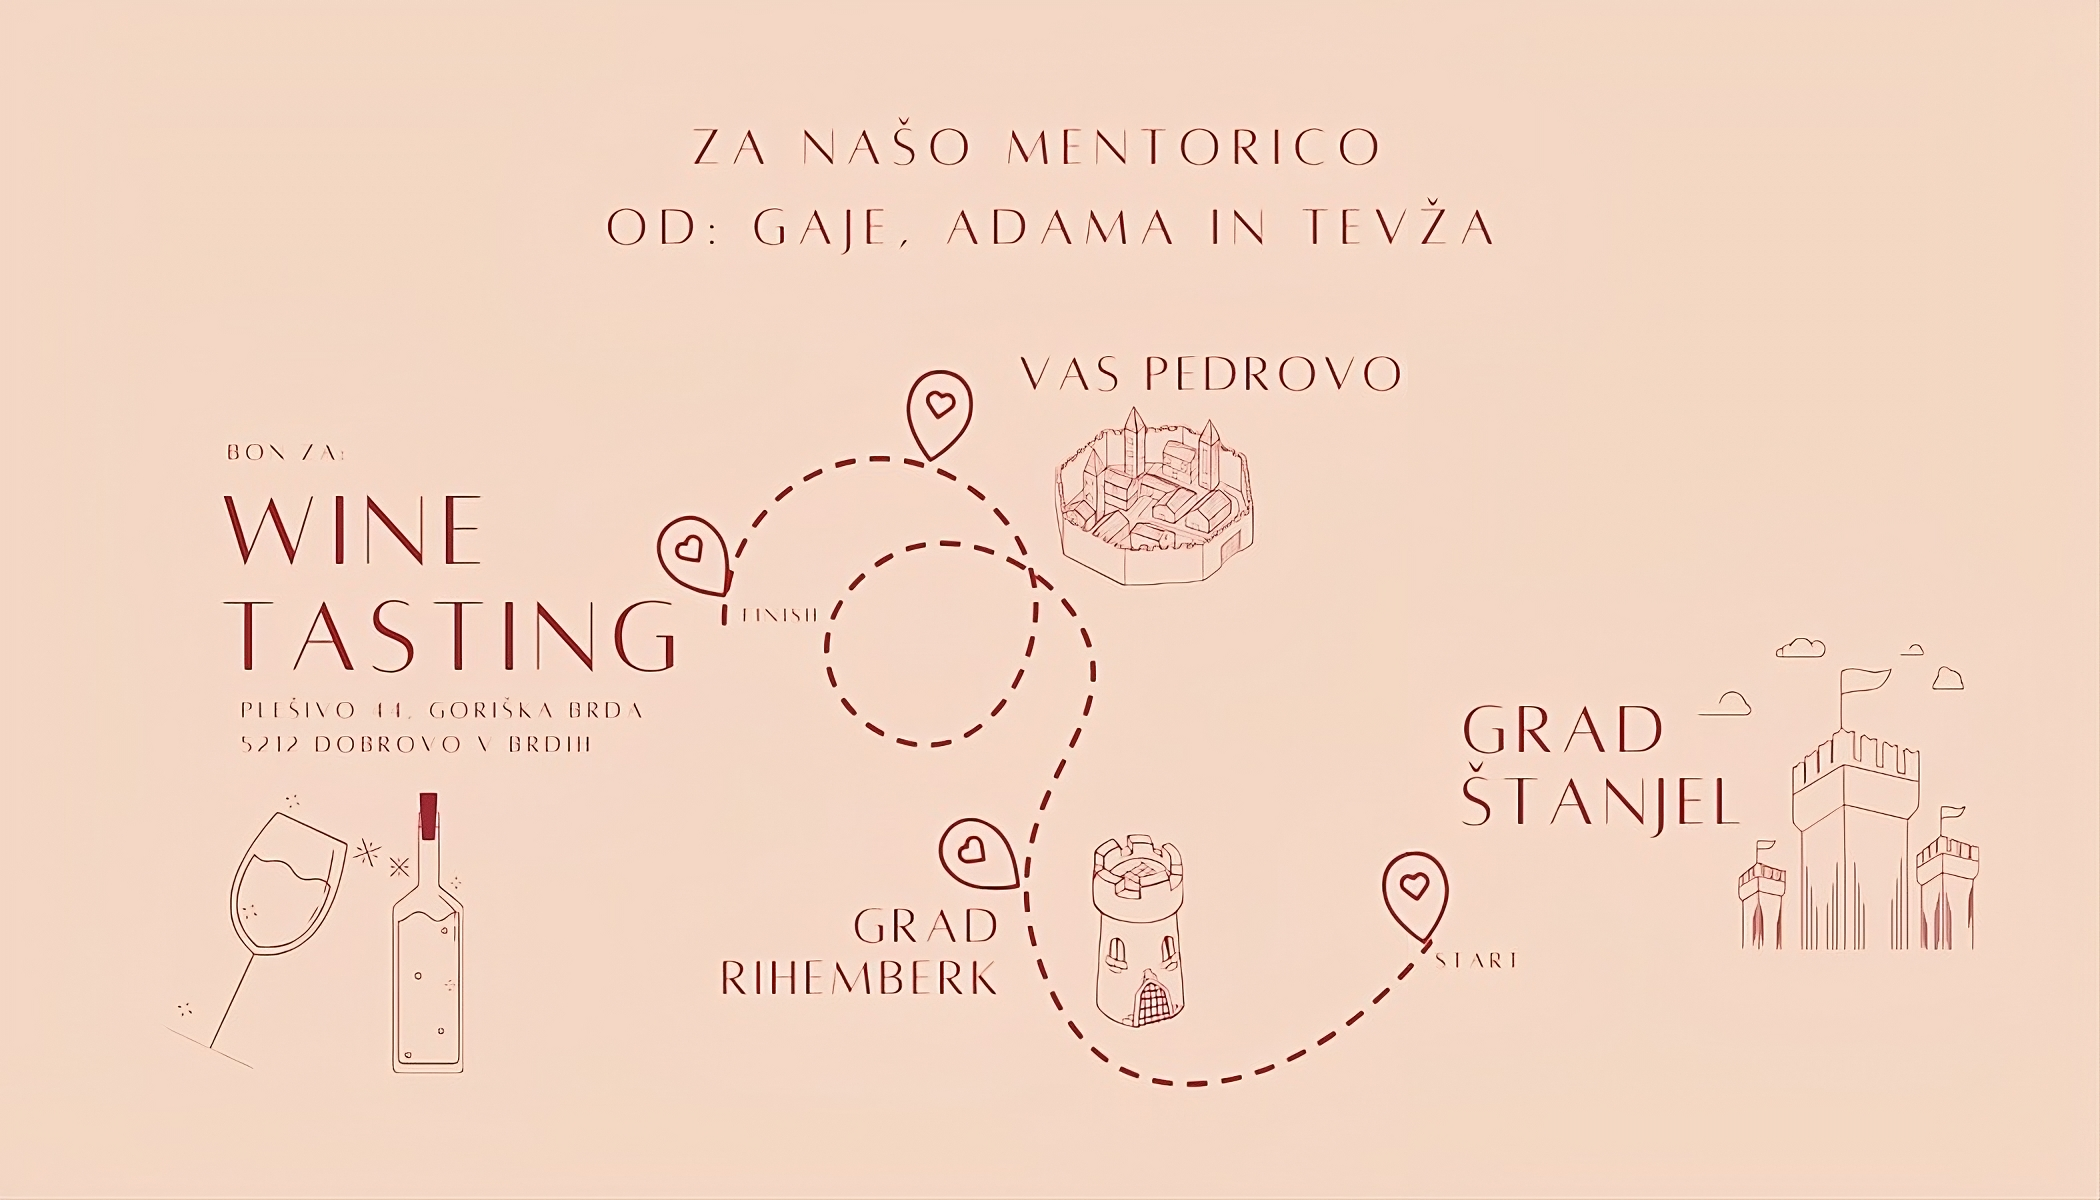 ZA NAŠO MENTORICO
OD: GAJE, ADAMA IN TEVŽA
VAS PEDROVO
BON ZA:
WINE
TASTING
FINISH
PLEŠIVO 44, GORIŠKA BRDA
5212 DOBROVO V BRDIH
GRAD
ŠTANJEL
GRAD
RIHEMBERK
START